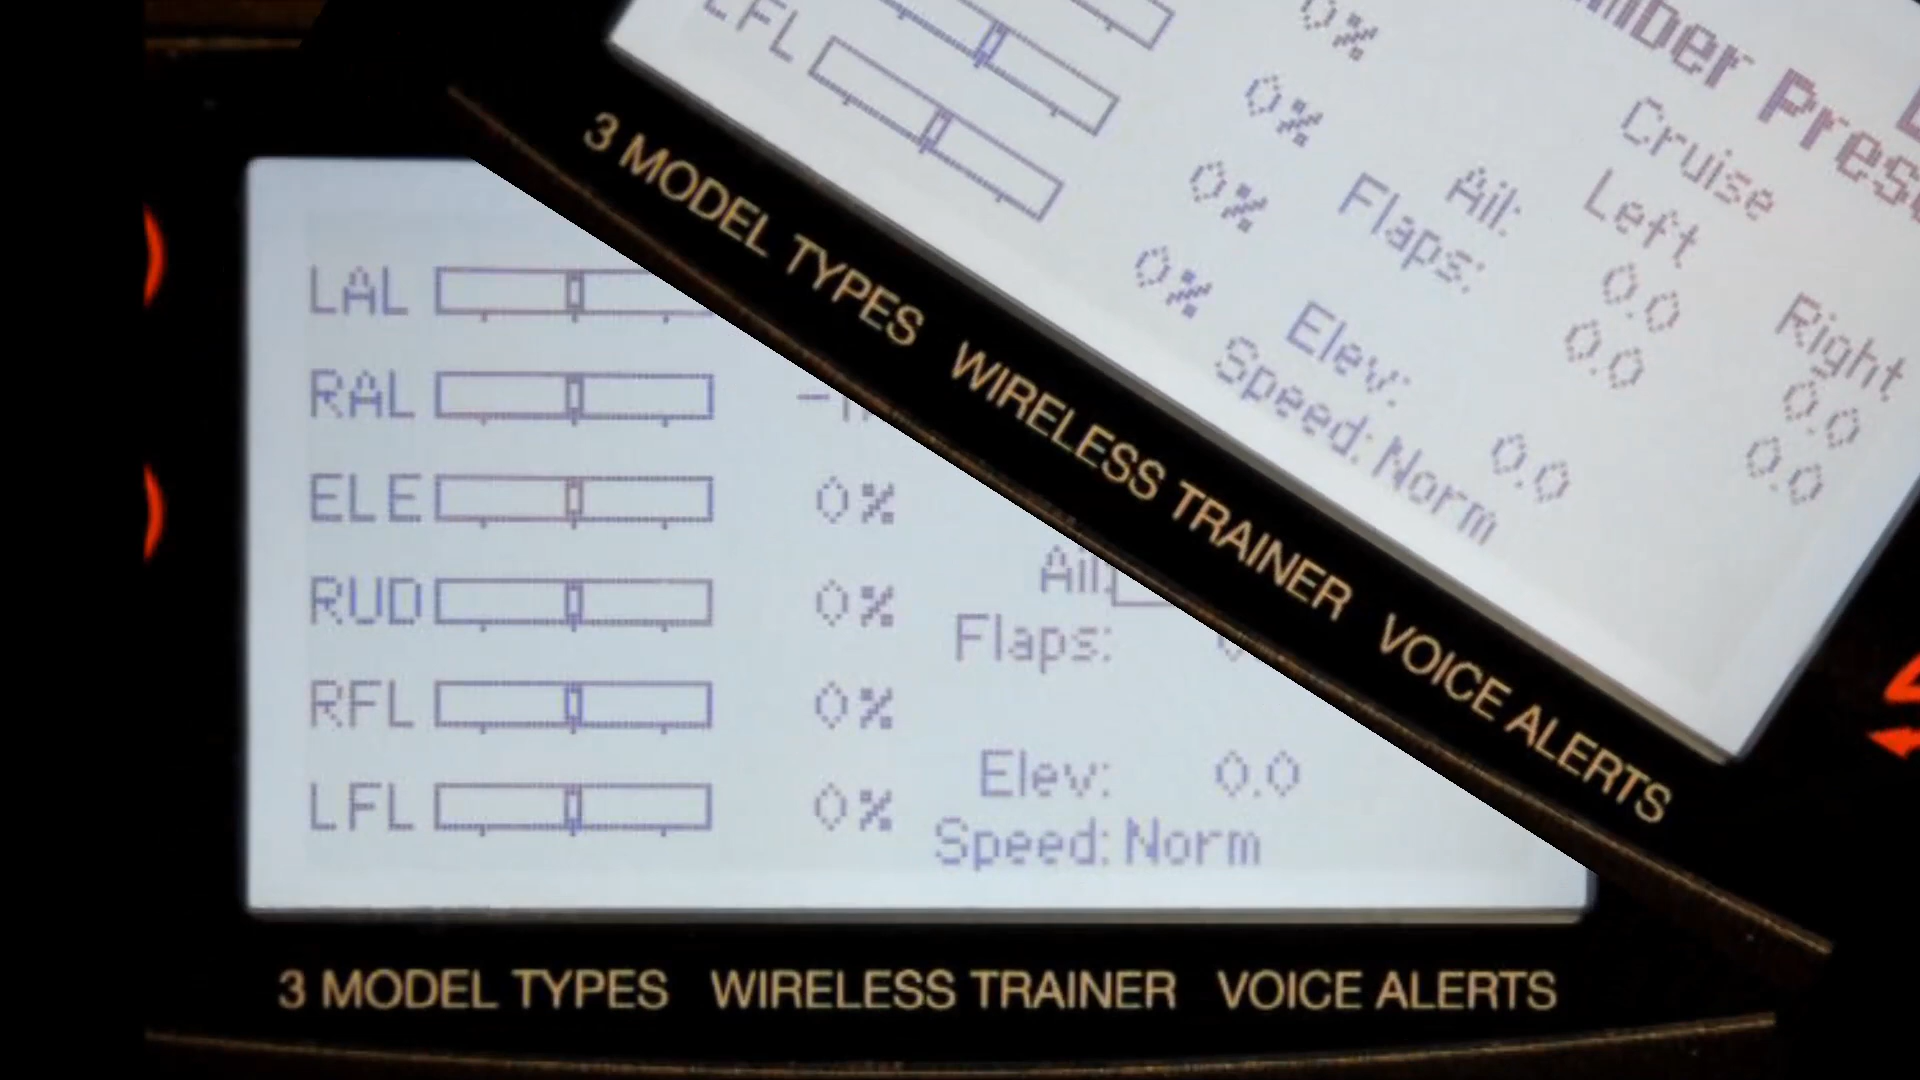 LFL
0%
0%
0%
0%
Cruise
Left
Right
Ail:
0.0
0.0
Flaps:
0.0
0.0
Elev:
0.0
Speed: Norm
3 MODEL TYPES WIRELESS TRAINER VOICE ALERTS
LAL
RAL
ELE 0%
RUD 0%
Ail:
Flaps:
RFL 0%
LFL 0%
Elev: 0.0
Speed: Norm
3 MODEL TYPES WIRELESS TRAINER VOICE ALERTS